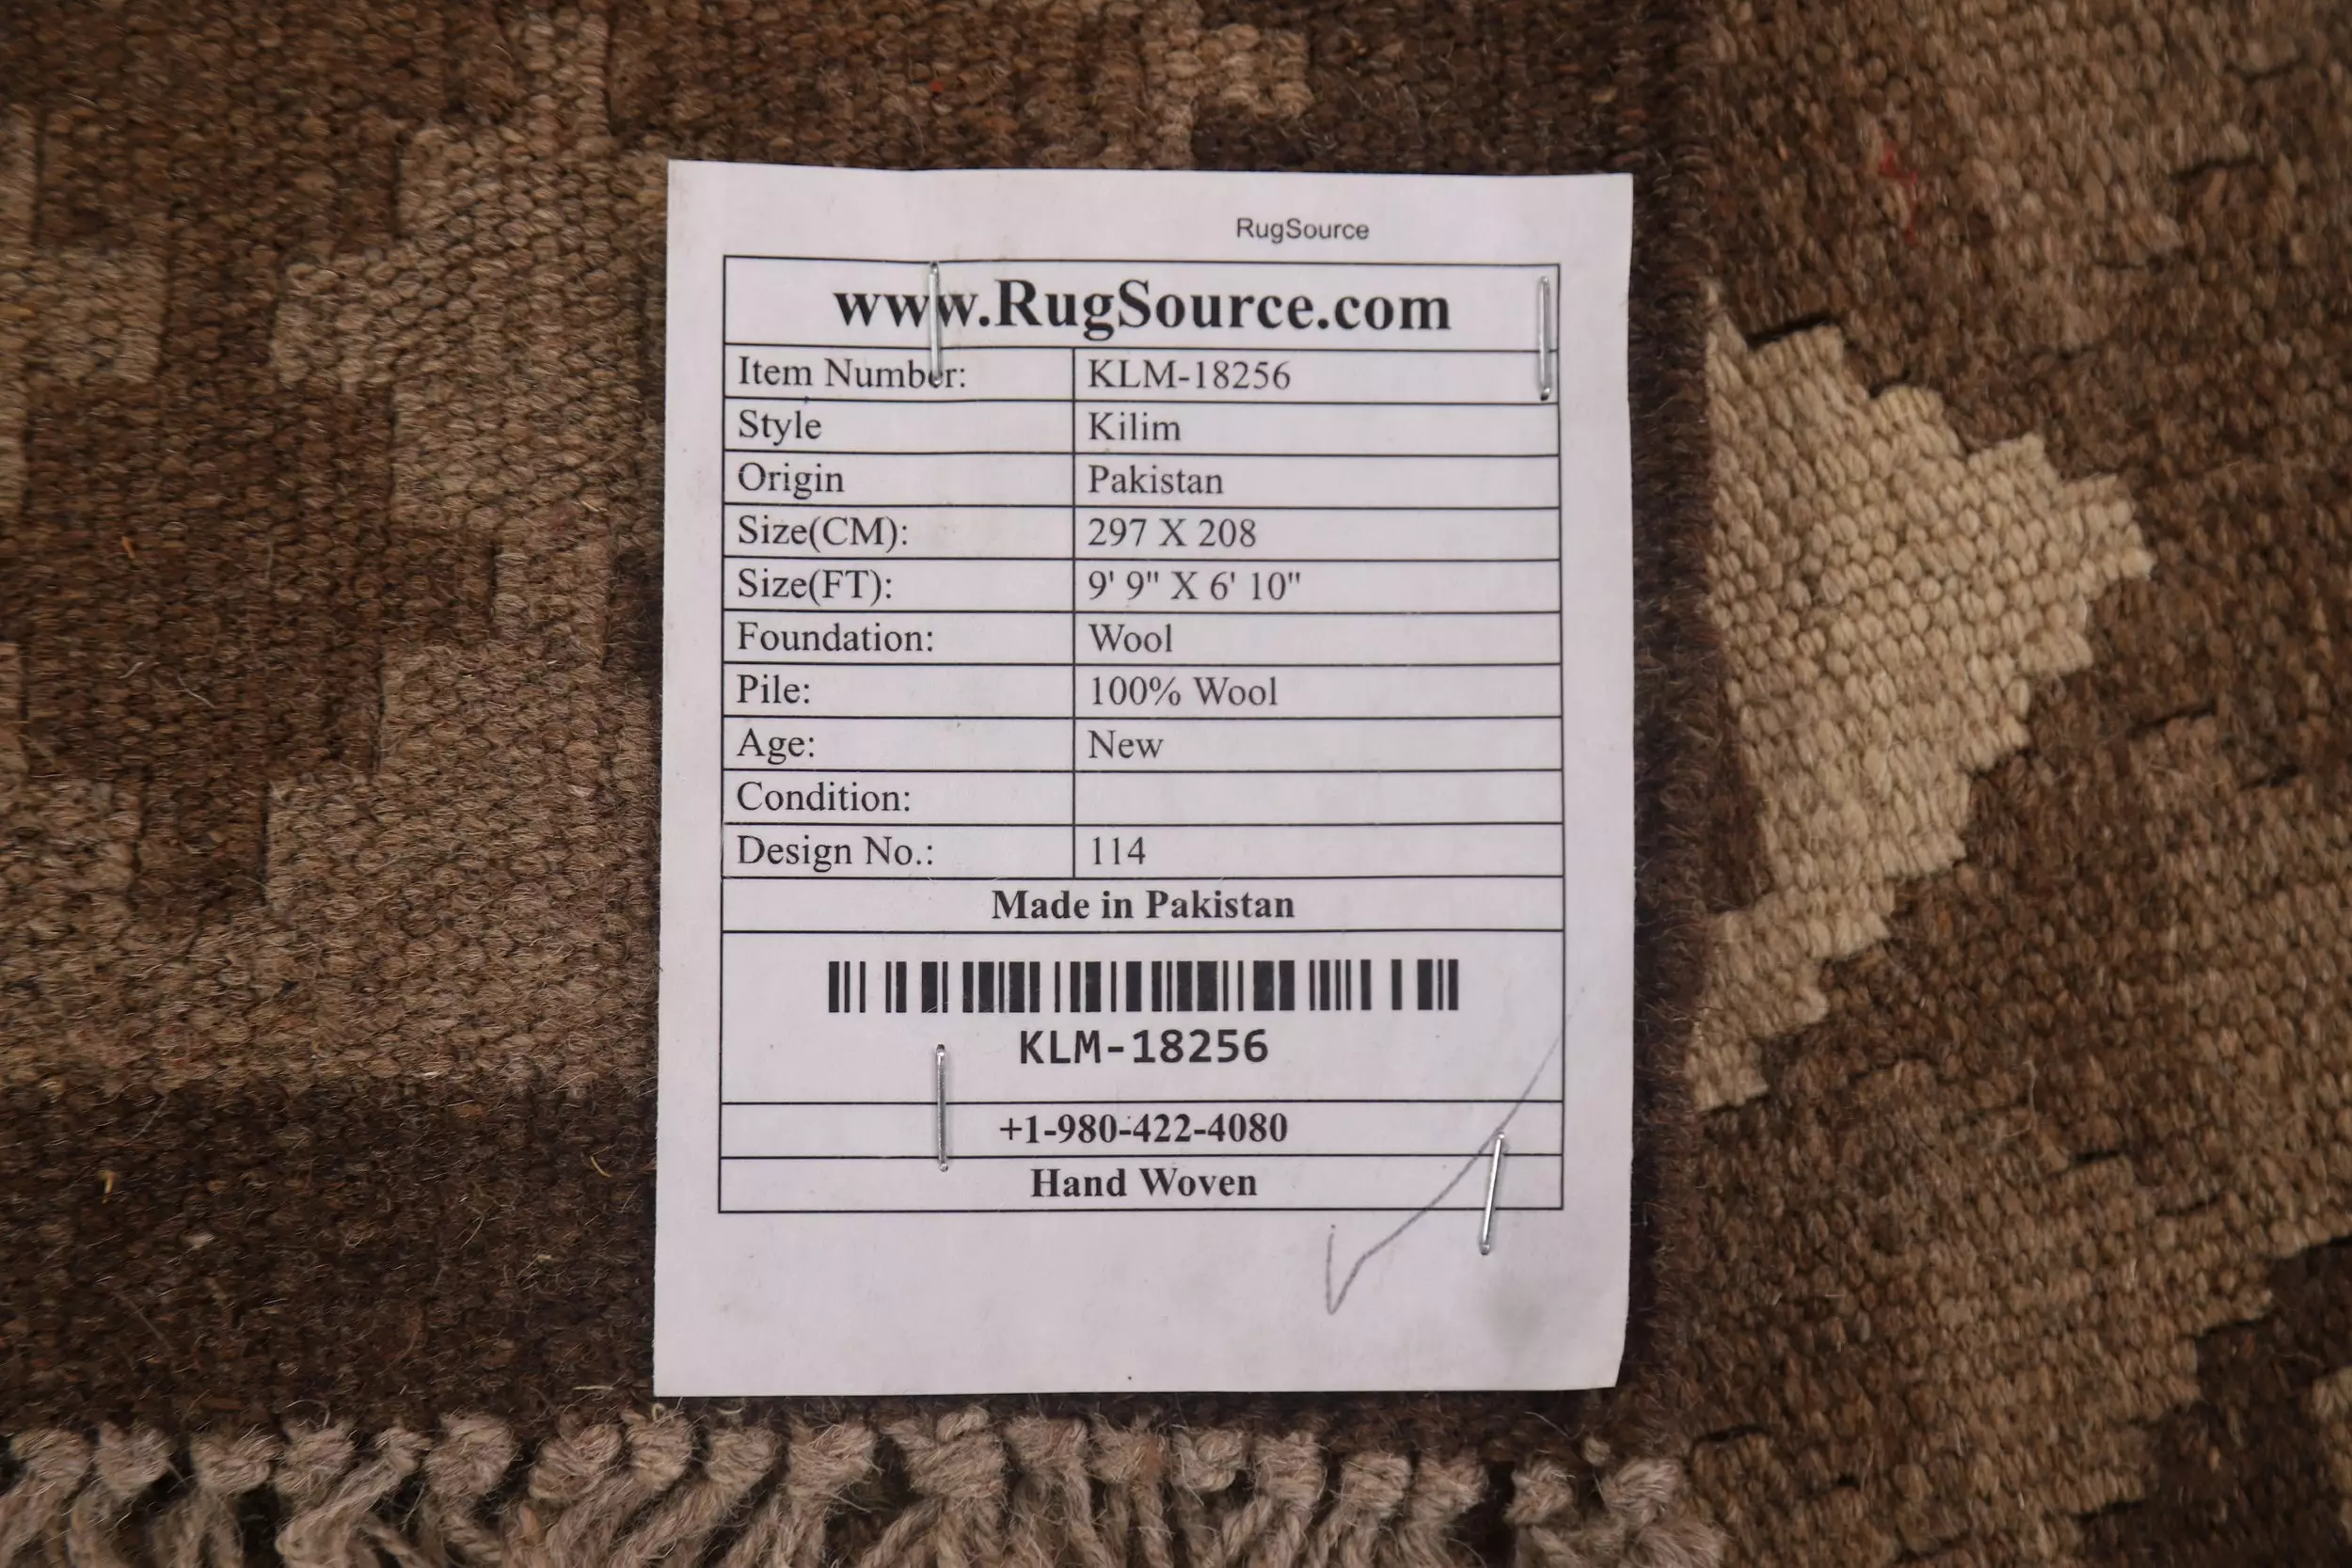 RugSource
www.RugSource.com
Item Number: KLM-18256
Style Kilim
Origin Pakistan
Size(CM): 297 X 208
Size(FT): 9' 9" X 6' 10"
Foundation: Wool
Pile: 100% Wool
Age: New
Condition:
Design No.: 114
Made in Pakistan
KLM-18256
+1-980-422-4080
Hand Woven